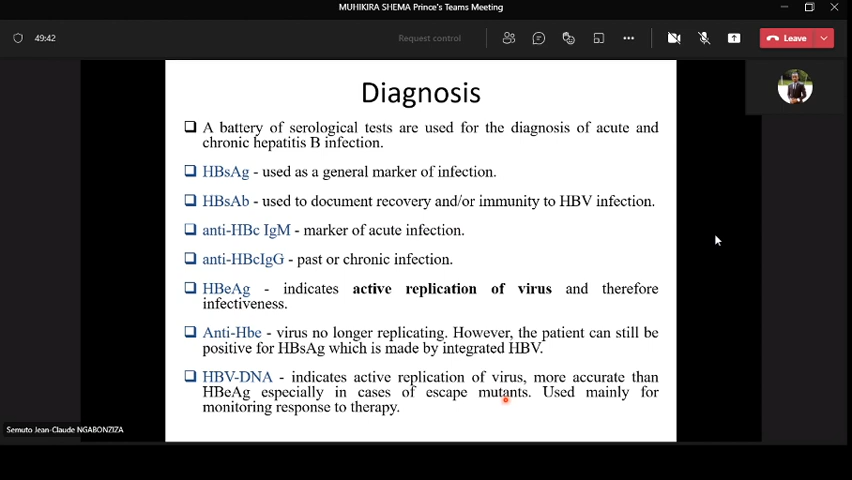 MUHIKIRA SHEMA Prince's Teams Meeting
49:42
Request control
Leave
Diagnosis
A battery of serological tests are used for the diagnosis of acute and
chronic hepatitis B infection.
HBsAg - used as a general marker of infection.
HBsAb - used to document recovery and/or immunity to HBV infection.
anti-HBc IgM - marker of acute infection.
anti-HBcIgG - past or chronic infection.
HBeAg - indicates active replication of virus and therefore
infectiveness.
Anti-Hbe - virus no longer replicating. However, the patient can still be
positive for HBsAg which is made by integrated HBV.
HBV-DNA - indicates active replication of virus, more accurate than
HBeAg especially in cases of escape mutants. Used mainly for
monitoring response to therapy.
Semuto Jean-Claude NGABONZIZA